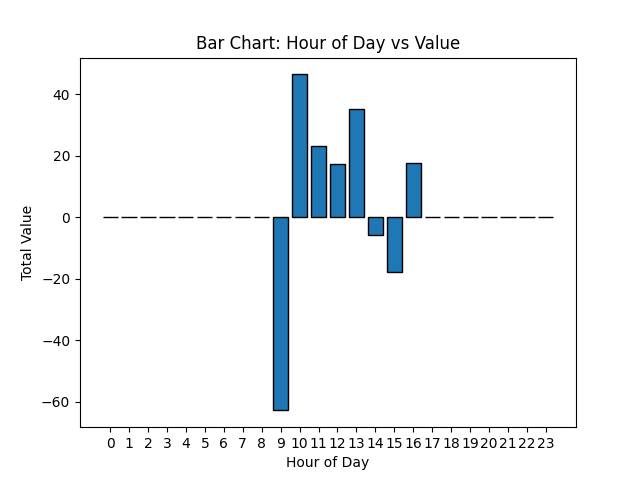 Bar Chart: Hour of Day vs Value
40
20
0
−20
−40
−60
Total Value
0 1 2 3 4 5 6 7 8 9 10 11 12 13 14 15 16 17 18 19 20 21 22 23
Hour of Day